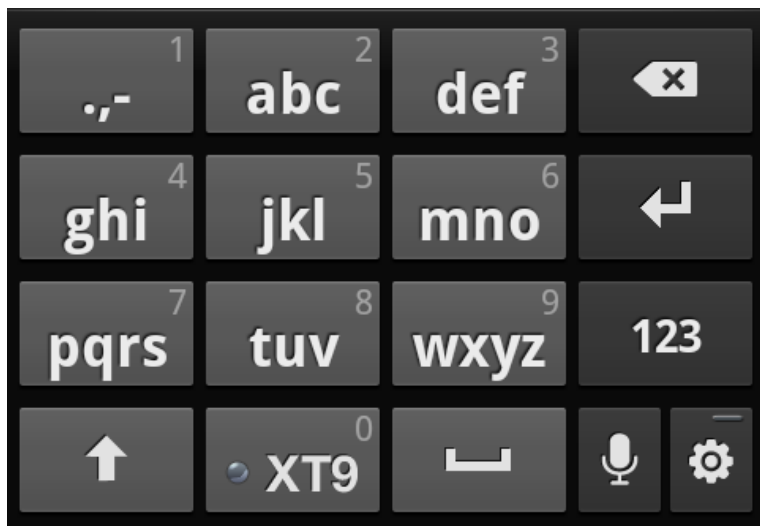 1 2 3
.,- abc def
4 5 6
ghi jkl mno
7 8 9
pqrs tuv wxyz 123
0
XT9